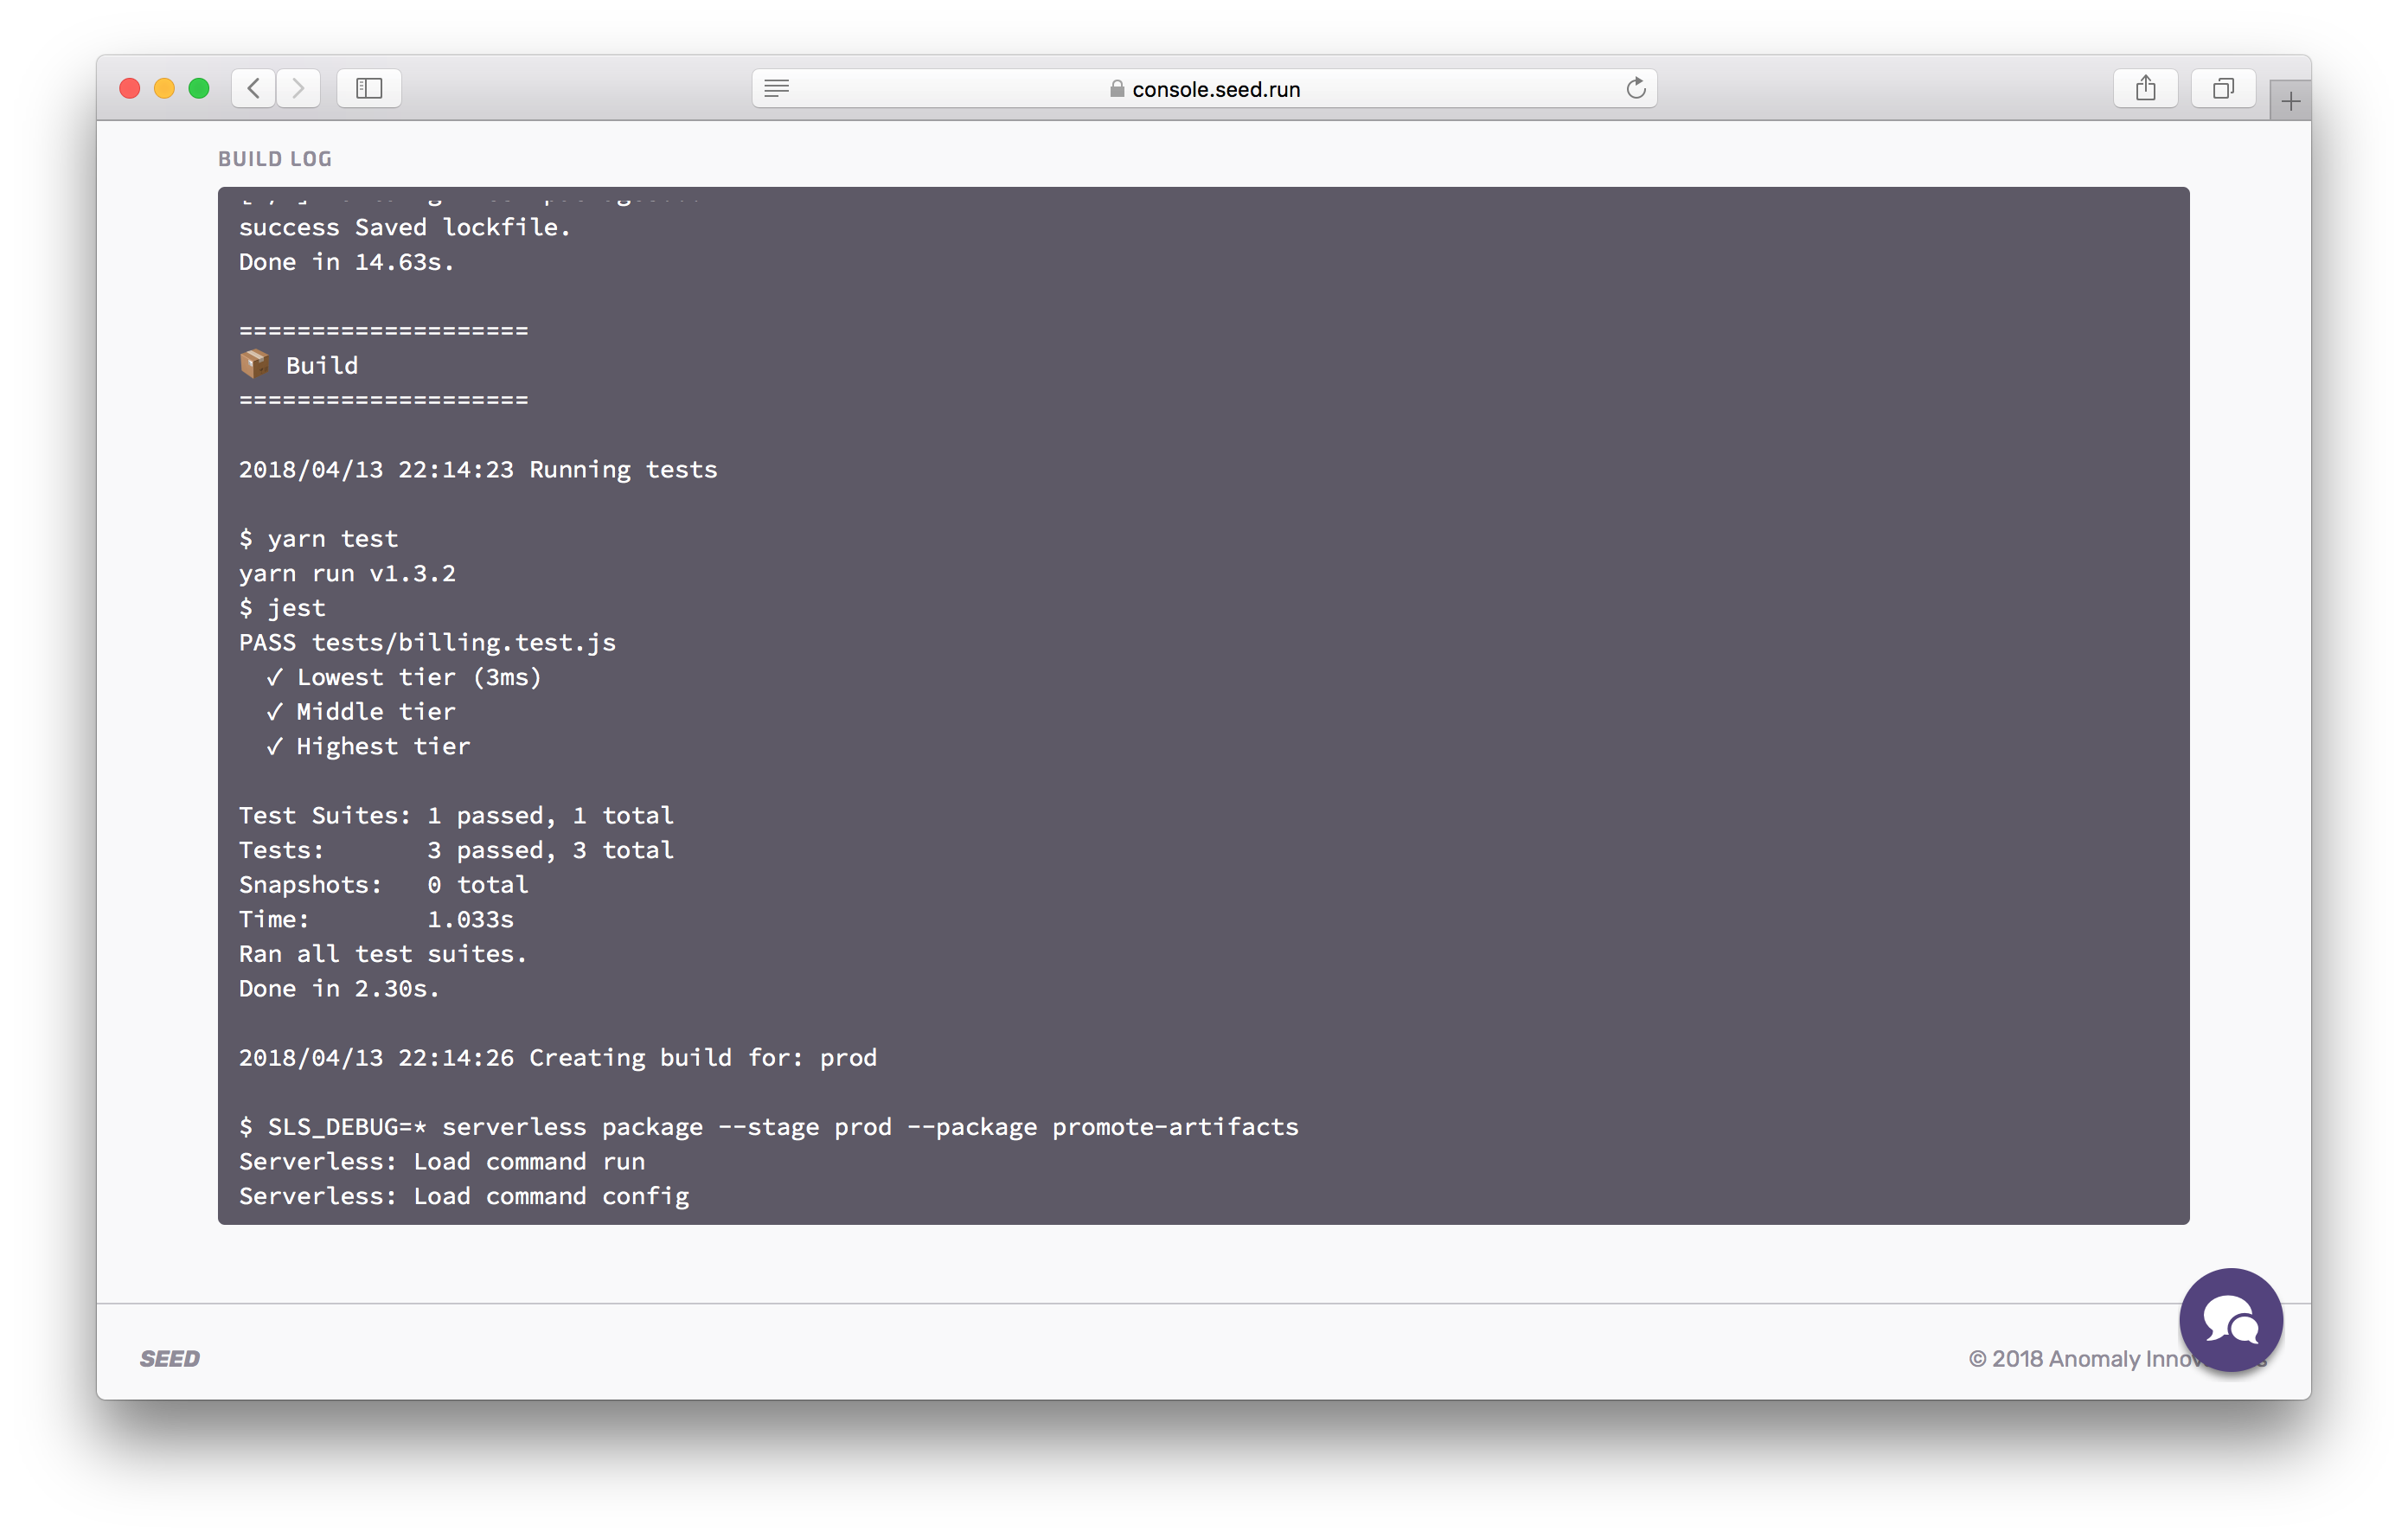 console.seed.run
BUILD LOG
success Saved lockfile.
Done in 14.63s.
====================
📦 Build
====================
2018/04/13 22:14:23 Running tests
$ yarn test
yarn run v1.3.2
$ jest
PASS tests/billing.test.js
✓ Lowest tier (3ms)
✓ Middle tier
✓ Highest tier
Test Suites: 1 passed, 1 total
Tests:       3 passed, 3 total
Snapshots:   0 total
Time:        1.033s
Ran all test suites.
Done in 2.30s.
2018/04/13 22:14:26 Creating build for: prod
$ SLS_DEBUG=* serverless package --stage prod --package promote-artifacts
Serverless: Load command run
Serverless: Load command config
SEED
© 2018 Anomaly